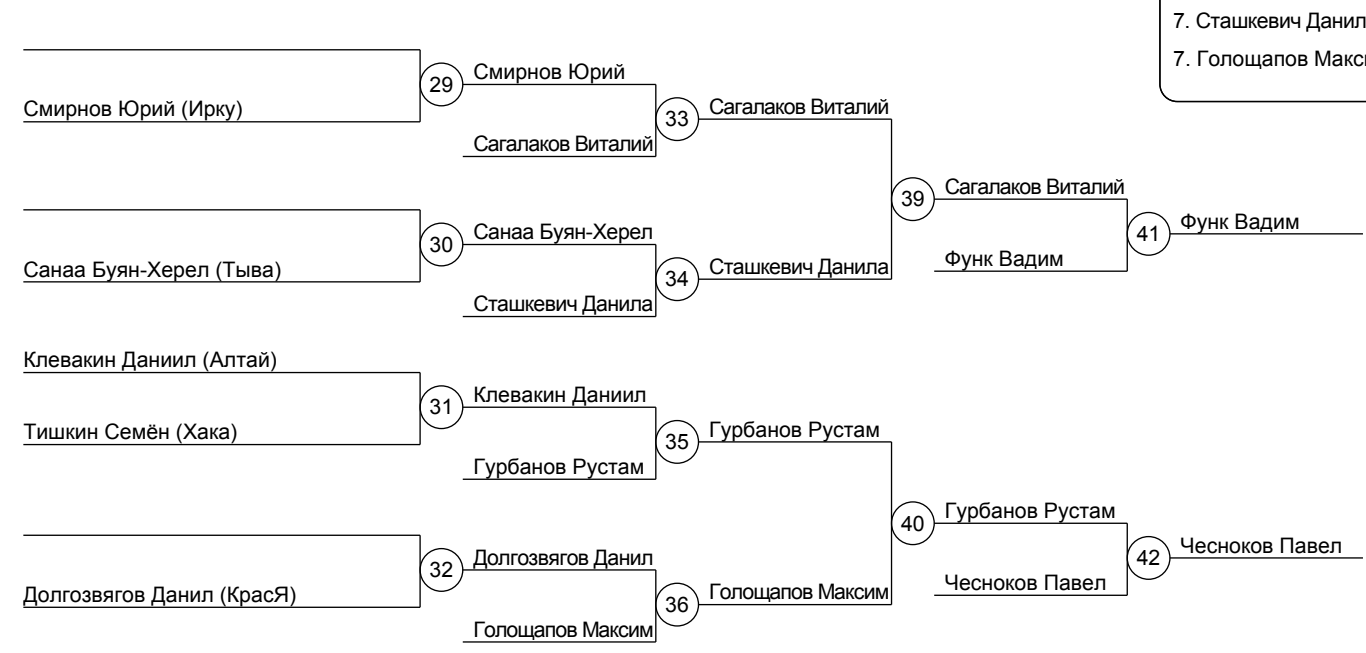 7. Сташкевич Данил
7. Голощапов Макс
29 Смирнов Юрий
Смирнов Юрий (Ирку)
33 Сагалаков Виталий
Сагалаков Виталий
39 Сагалаков Виталий
30 Санаа Буян-Херел
41 Функ Вадим
Санаа Буян-Херел (Тыва)
34 Сташкевич Данила
Функ Вадим
Сташкевич Данила
Клевакин Даниил (Алтай)
31 Клевакин Даниил
Тишкин Семён (Хака)
35 Гурбанов Рустам
Гурбанов Рустам
40 Гурбанов Рустам
32 Долгозвягов Данил
42 Чесноков Павел
Долгозвягов Данил (КрасЯ)
36 Голощапов Максим
Чесноков Павел
Голощапов Максим